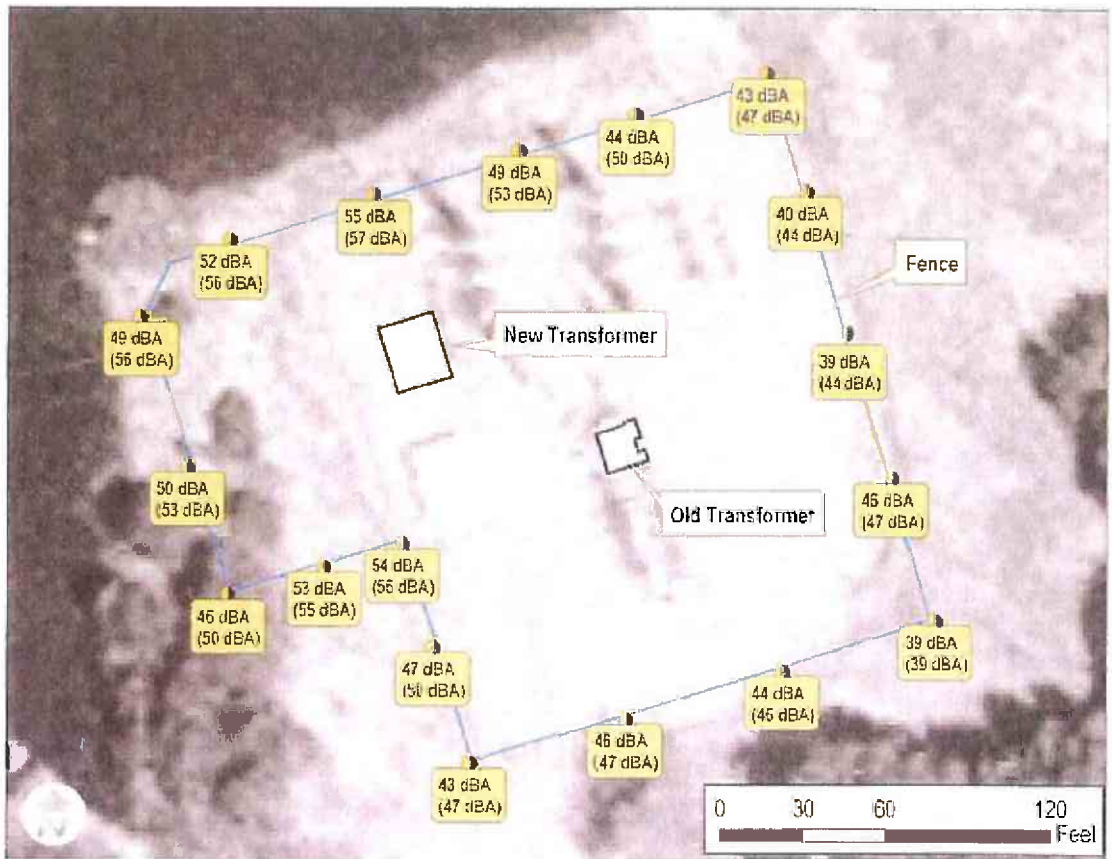 43 dBA
(47 dBA)
44 dBA
(50 dBA)
49 dBA
(53 dBA)
55 dBA
(57 dBA)
40 dBA
(44 dBA)
52 dBA
(56 dBA)
Fence
49 dBA
(56 dBA)
New Transformer
39 dBA
(44 dBA)
50 dBA
(53 dBA)
46 dBA
(47 dBA)
Old Transformer
54 dBA
(56 dBA)
53 dBA
(55 dBA)
46 dBA
(50 dBA)
39 dBA
(39 dBA)
47 dBA
(50 dBA)
44 dBA
(45 dBA)
46 dBA
(47 dBA)
43 dBA
(47 dBA)
0 30 60 120
Feet
N